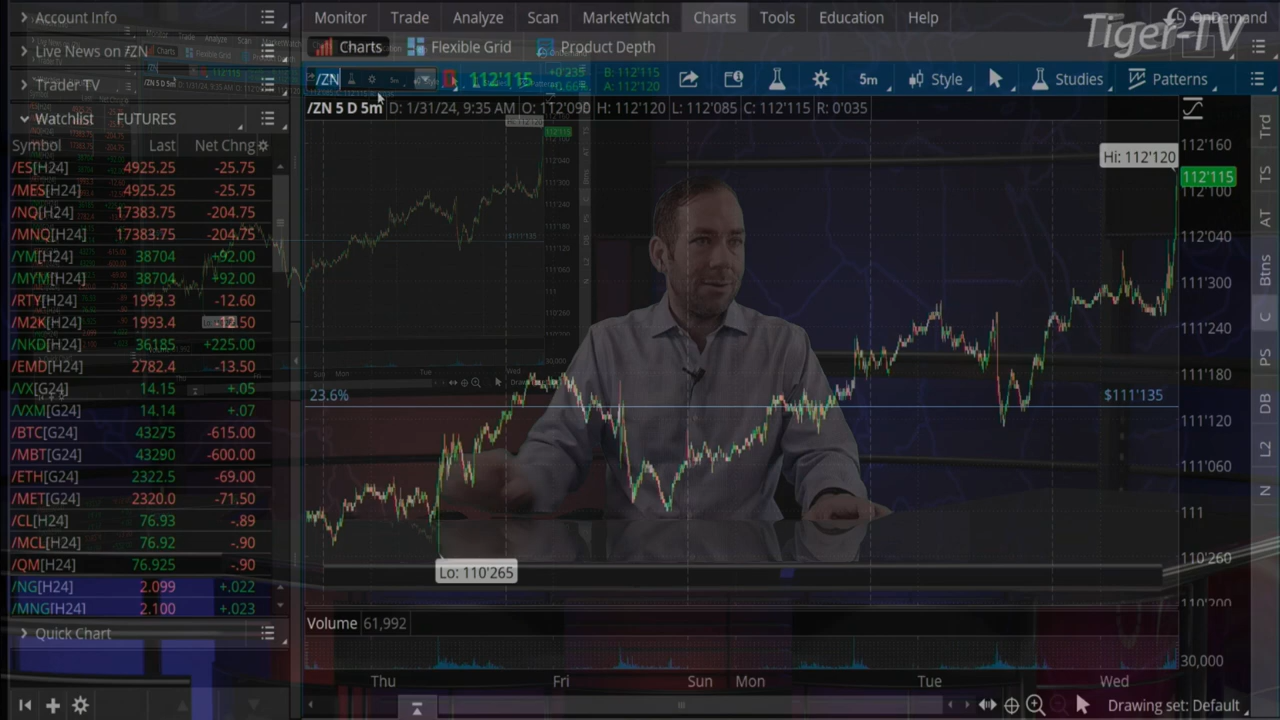 Account Info
Monitor Trade Analyze Scan MarketWatch Charts Tools Education Help
OnDemand
Tiger-TV
Live News on /ZN
Charts Flexible Grid Product Depth
Trader TV
/ZN 112'115 B: 112'115 A: 112'120 5m Style Studies Patterns
/ZN 5 D 5m D: 1/31/24, 9:35 AM O: 112'090 H: 112'120 L: 112'085 C: 112'115 R: 0'035
Watchlist FUTURES
Symbol Last Net Chng
/ES[H24] 4925.25 -25.75
/MES[H24] 4925.25 -25.75
/NQ[H24] 17383.75 -204.75
/MNQ[H24] 17383.75 -204.75
/YM[H24] 38704 +92.00
/MYM[H24] 38704 +92.00
/RTY[H24] 1993.3 -12.60
/M2K[H24] 1993.4 -12.50
/NKD[H24] 36185 +225.00
/EMD[H24] 2782.4 -13.50
/VX[G24] 14.15 +.05
/VXM[G24] 14.14 +.07
/BTC[G24] 43275 -615.00
/MBT[G24] 43290 -600.00
/ETH[G24] 2322.5 -69.00
/MET[G24] 2320.0 -71.50
/CL[H24] 76.93 -.89
/MCL[H24] 76.92 -.90
/QM[H24] 76.925 -.90
/NG[H24] 2.099 +.022
/MNG[H24] 2.100 +.023
Quick Chart
Hi: 112'120
23.6% $111'135
Lo: 110'265
112'160
112'115
112'100
112'040
111'300
111'240
111'180
111'120
111'060
111
110'260
110'200
Volume 61,992
30,000
Thu Fri Sun Mon Tue Wed
Drawing set: Default
Trd
TS
AT
Btns
C
PS
DB
L2
N